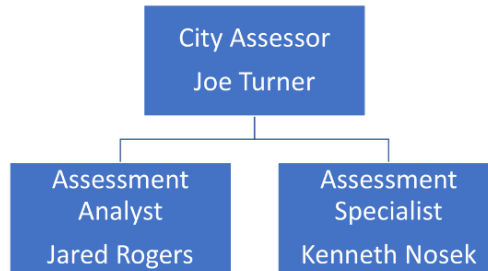 City Assessor
Joe Turner
Assessment
Analyst
Jared Rogers
Assessment
Specialist
Kenneth Nosek